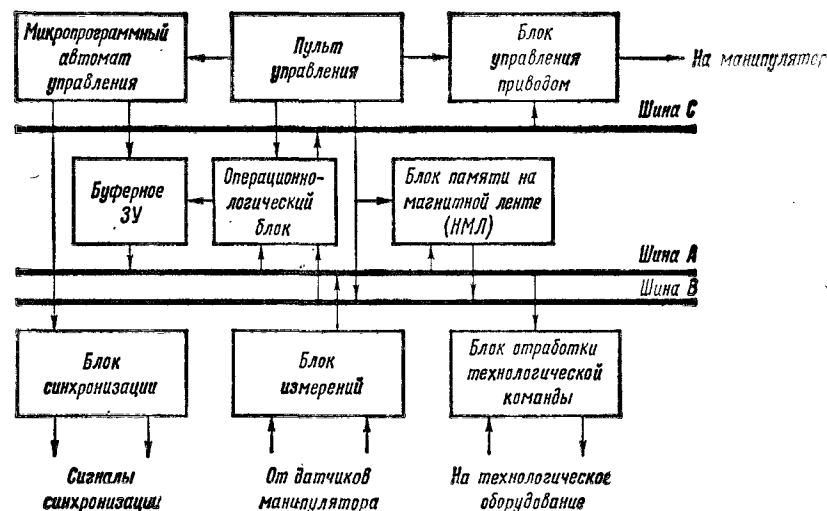 Микропрограммный
автомат
управления
Пульт
управления
Блок
управления
приводом
На манипулятор
Шина С
Буферное
ЗУ
Операционно-
логический
блок
Блок памяти на
магнитной ленте
(НМЛ)
Шина А
Шина В
Блок
синхронизации
Блок
измерений
Блок отработки
технологической
команды
Сигналы
синхронизации
От датчиков
манипулятора
На технологическое
оборудование